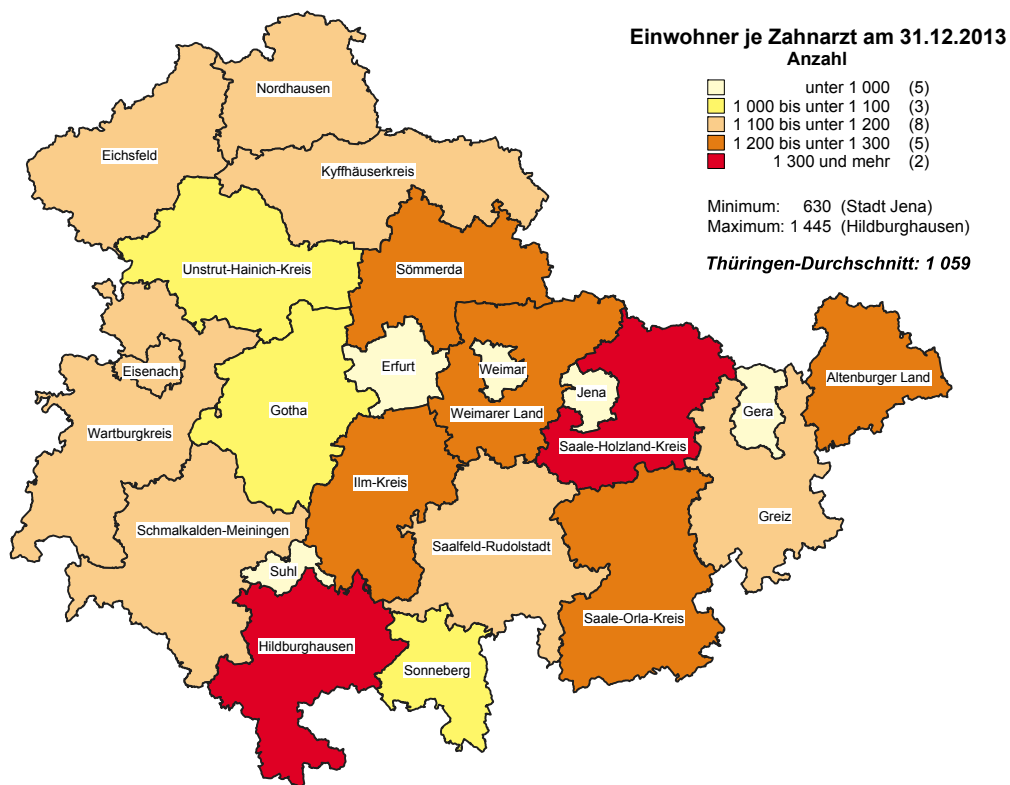 Einwohner je Zahnarzt am 31.12.2013
Anzahl
unter 1 000 (5)
1 000 bis unter 1 100 (3)
1 100 bis unter 1 200 (8)
1 200 bis unter 1 300 (5)
1 300 und mehr (2)
Minimum: 630 (Stadt Jena)
Maximum: 1 445 (Hildburghausen)
Thüringen-Durchschnitt: 1 059
Nordhausen
Eichsfeld
Kyffhäuserkreis
Unstrut-Hainich-Kreis
Sömmerda
Eisenach
Erfurt
Weimar
Jena
Altenburger Land
Gotha
Weimarer Land
Gera
Wartburgkreis
Saale-Holzland-Kreis
Ilm-Kreis
Greiz
Schmalkalden-Meiningen
Saalfeld-Rudolstadt
Suhl
Saale-Orla-Kreis
Hildburghausen
Sonneberg